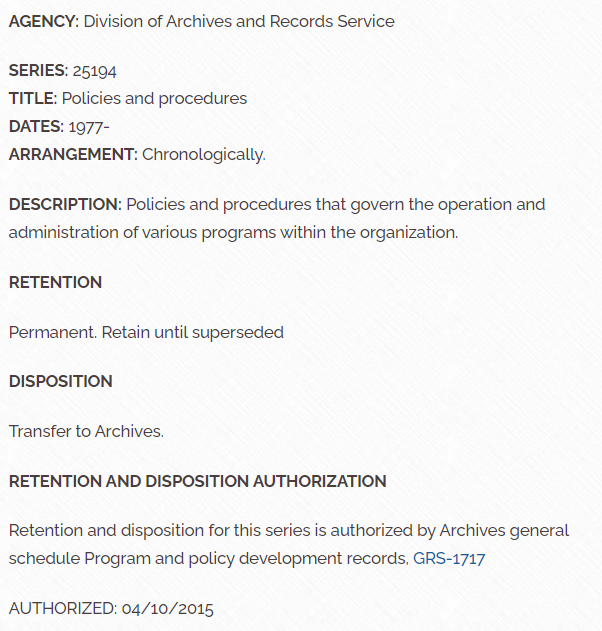 AGENCY: Division of Archives and Records Service
SERIES: 25194
TITLE: Policies and procedures
DATES: 1977-
ARRANGEMENT: Chronologically.
DESCRIPTION: Policies and procedures that govern the operation and
administration of various programs within the organization.
RETENTION
Permanent. Retain until superseded
DISPOSITION
Transfer to Archives.
RETENTION AND DISPOSITION AUTHORIZATION
Retention and disposition for this series is authorized by Archives general
schedule Program and policy development records, GRS-1717
AUTHORIZED: 04/10/2015